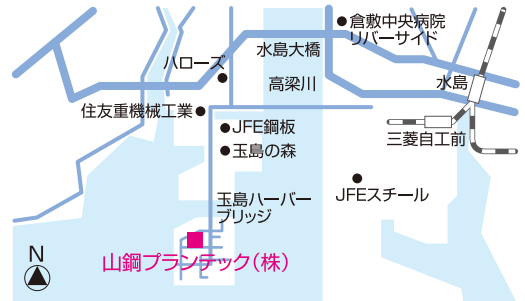 倉敷中央病院
リバーサイド
水島大橋
ハローズ
高梁川
水島
住友重機械工業
JFE鋼板
三菱自工前
玉島の森
JFEスチール
玉島ハーバー
ブリッジ
山鋼プランテック(株)
N